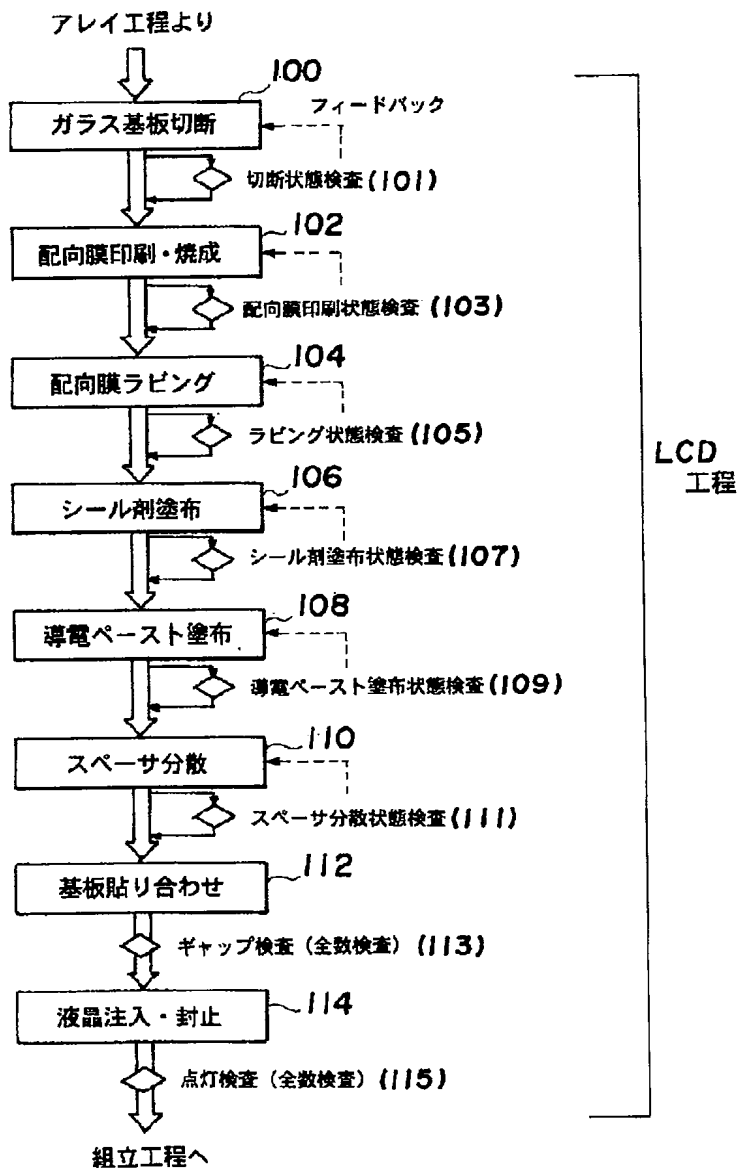 アレイ工程より
100
ガラス基板切断
フィードバック
切断状態検査(101)
102
配向膜印刷・焼成
配向膜印刷状態検査(103)
104
配向膜ラビング
ラビング状態検査(105)
LCD
工程
106
シール剤塗布
シール剤塗布状態検査(107)
108
導電ペースト塗布
導電ペースト塗布状態検査(109)
110
スペーサ分散
スペーサ分散状態検査(111)
112
基板貼り合わせ
ギャップ検査(全数検査)(113)
114
液晶注入・封止
点灯検査(全数検査)(115)
組立工程へ